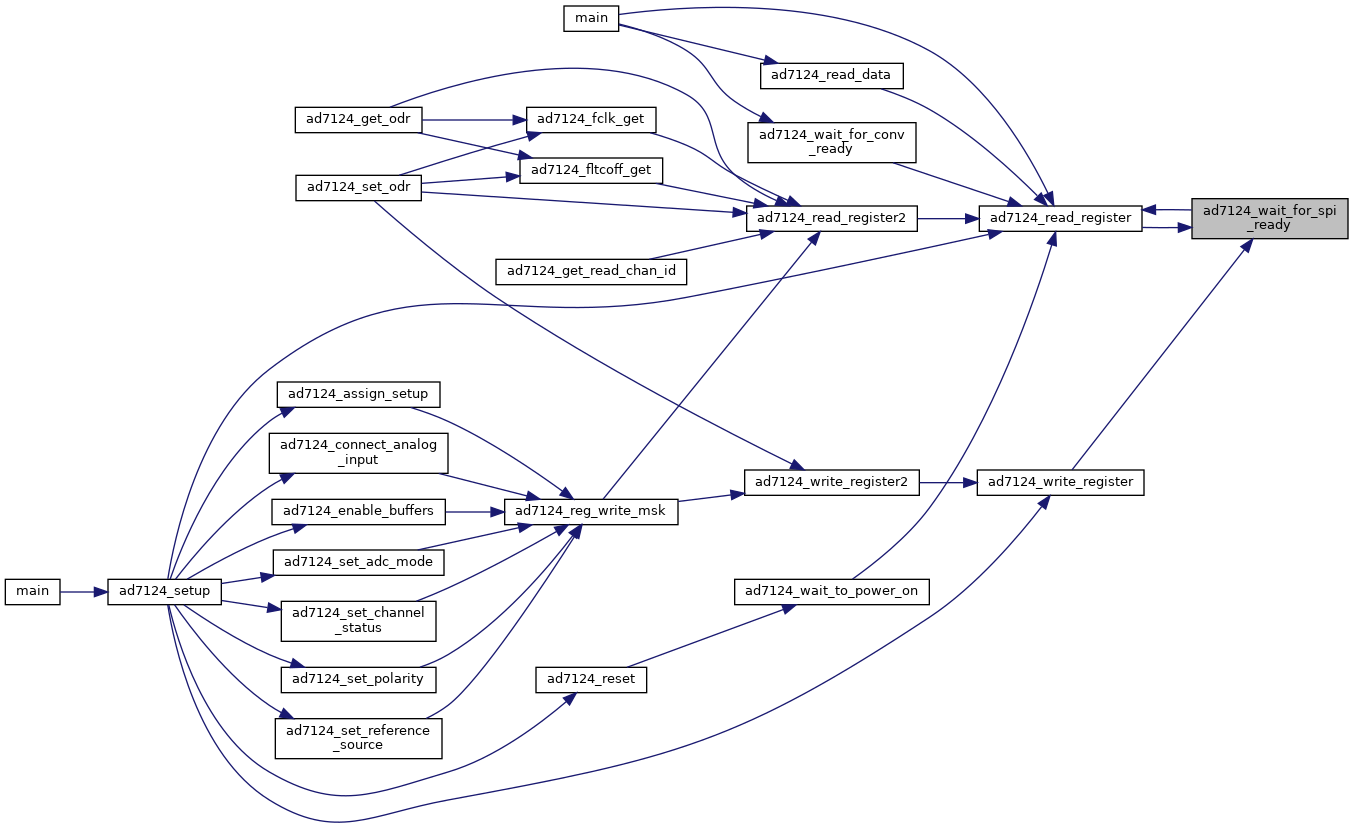 main
ad7124_read_data
ad7124_get_odr
ad7124_fclk_get
ad7124_wait_for_conv
_ready
ad7124_fltcoff_get
ad7124_set_odr
ad7124_read_register2
ad7124_read_register
ad7124_wait_for_spi
_ready
ad7124_get_read_chan_id
ad7124_assign_setup
ad7124_connect_analog
_input
ad7124_enable_buffers
ad7124_reg_write_msk
ad7124_write_register2
ad7124_write_register
ad7124_set_adc_mode
main
ad7124_setup
ad7124_wait_to_power_on
ad7124_set_channel
_status
ad7124_set_polarity
ad7124_reset
ad7124_set_reference
_source